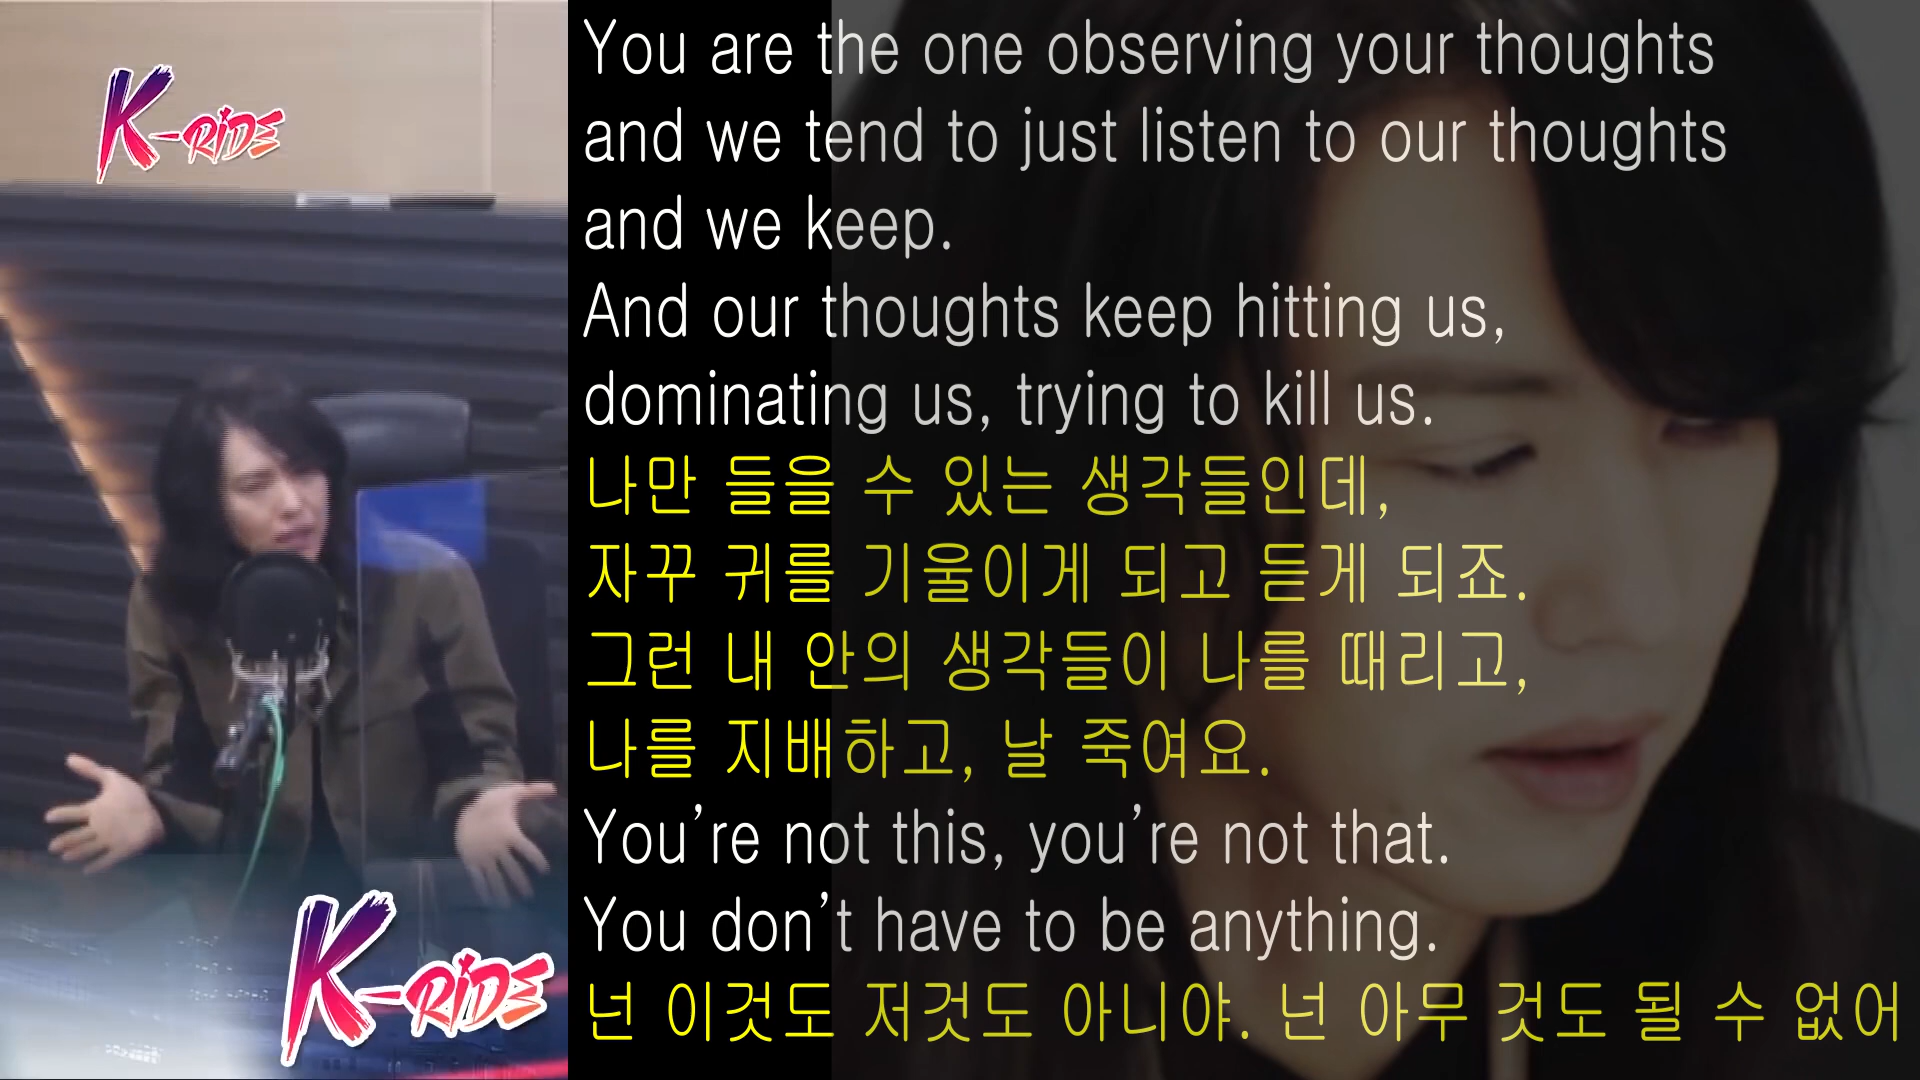 K-RIDE
You are the one observing your thoughts
and we tend to just listen to our thoughts
and we keep.
And our thoughts keep hitting us,
dominating us, trying to kill us.
나만 들을 수 있는 생각들인데,
자꾸 귀를 기울이게 되고 듣게 되죠.
그런 내 안의 생각들이 나를 때리고,
나를 지배하고, 날 죽여요.
You’re not this, you’re not that.
You don’t have to be anything.
넌 이것도 저것도 아니야. 넌 아무 것도 될 수 없어
K-RIDE